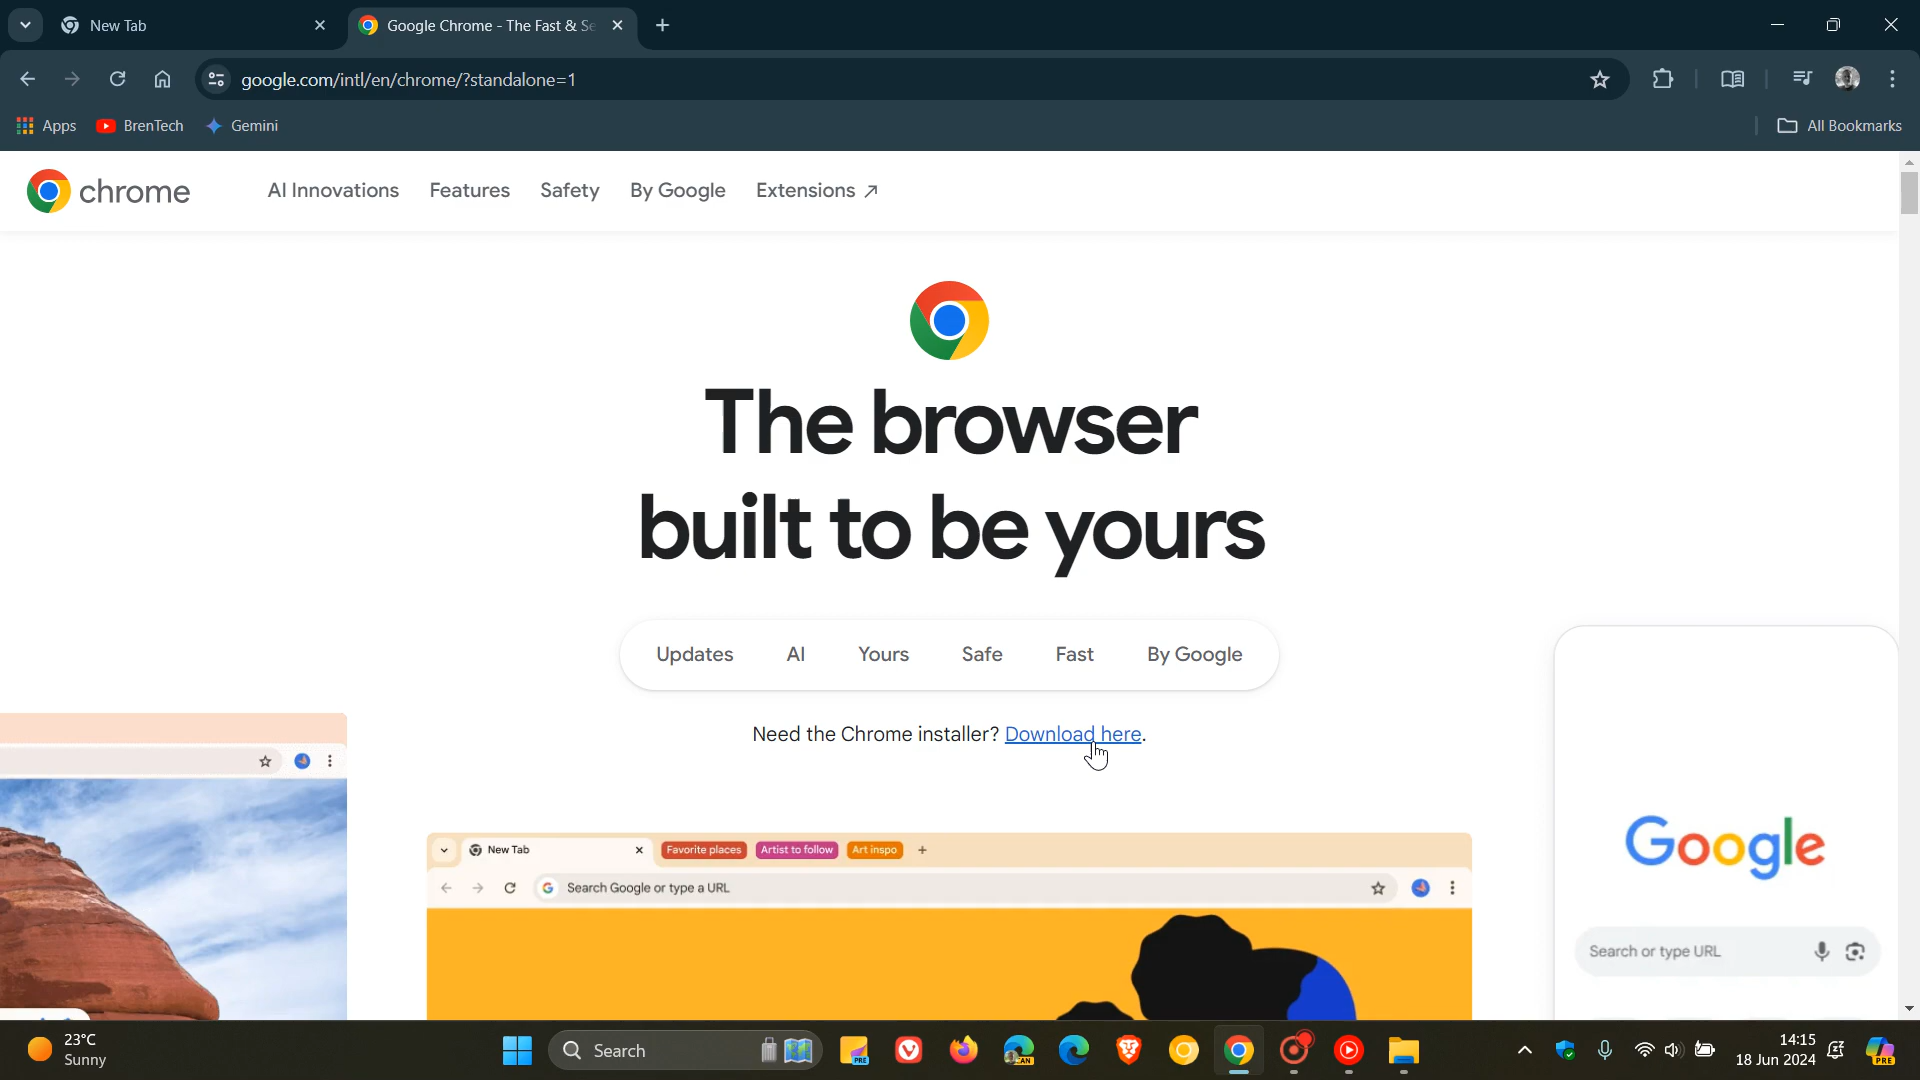 New Tab
Google Chrome - The Fast & Se
google.com/intl/en/chrome/?standalone=1
Apps
BrenTech
Gemini
All Bookmarks
chrome
AI Innovations
Features
Safety
By Google
Extensions
The browser
built to be yours
Updates
AI
Yours
Safe
Fast
By Google
Need the Chrome installer? Download here.
New Tab
Favorite places
Artist to follow
Art inspo
Search Google or type a URL
Google
Search or type URL
23°C
Sunny
Search
PRE
CAN
14:15
18 Jun 2024
PRE